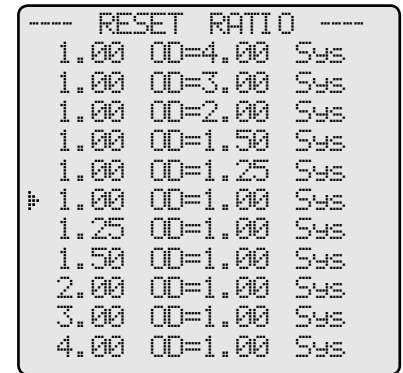 ---- RESET RATIO ----
1.00 OD=4.00 Sys
1.00 OD=3.00 Sys
1.00 OD=2.00 Sys
1.00 OD=1.50 Sys
1.00 OD=1.25 Sys
1.00 OD=1.00 Sys
1.25 OD=1.00 Sys
1.50 OD=1.00 Sys
2.00 OD=1.00 Sys
3.00 OD=1.00 Sys
4.00 OD=1.00 Sys